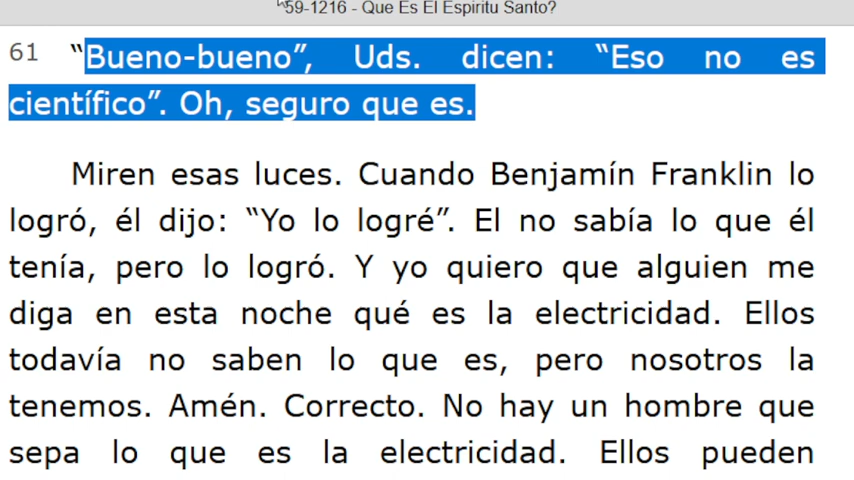 59-1216 - Que Es El Espiritu Santo?
61 “Bueno-bueno”, Uds. dicen: “Eso no es
científico”. Oh, seguro que es.
Miren esas luces. Cuando Benjamín Franklin lo
logró, él dijo: “Yo lo logré”. El no sabía lo que él
tenía, pero lo logró. Y yo quiero que alguien me
diga en esta noche qué es la electricidad. Ellos
todavía no saben lo que es, pero nosotros la
tenemos. Amén. Correcto. No hay un hombre que
sepa lo que es la electricidad. Ellos pueden